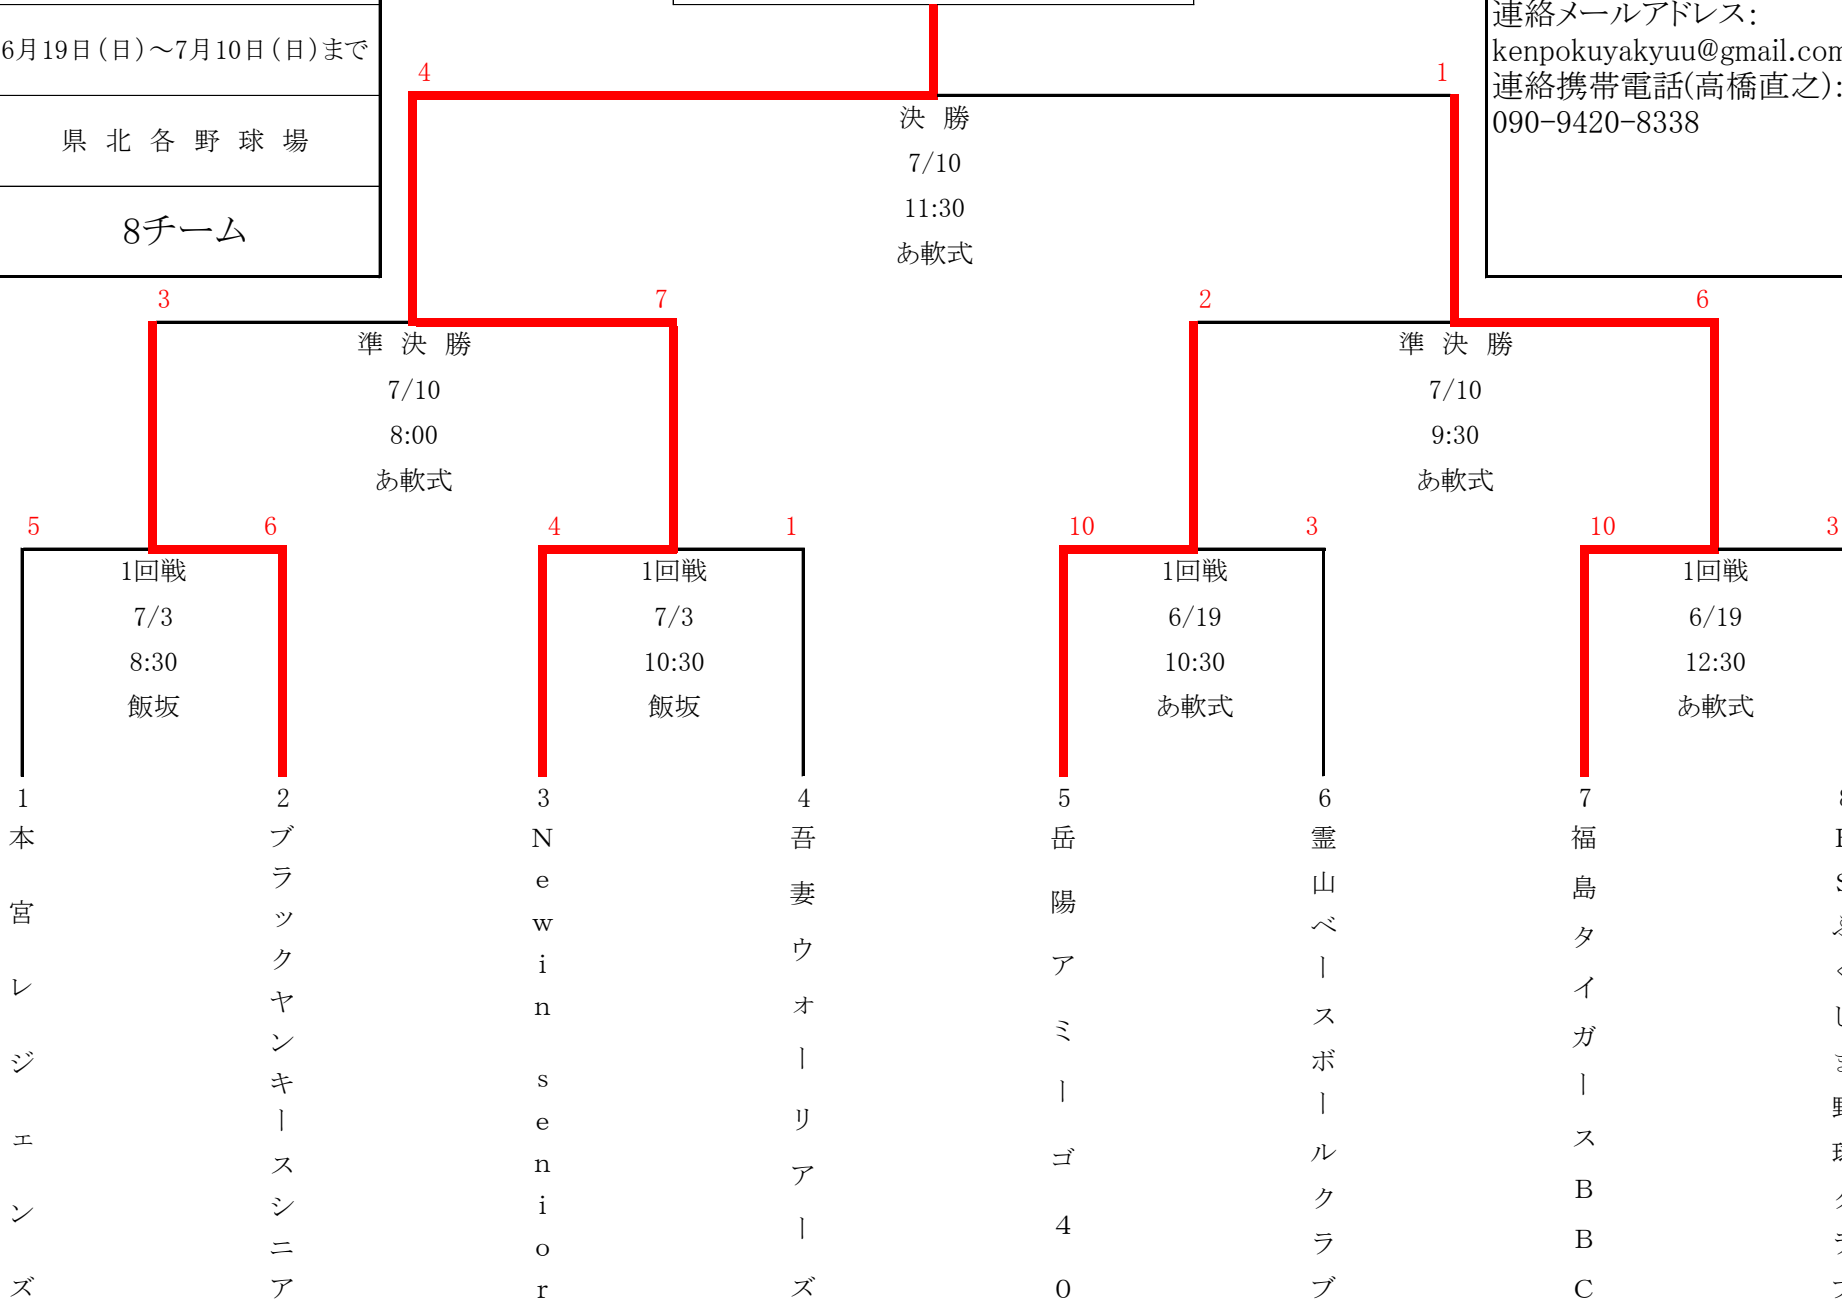 6月19日(日)～7月10日(日)まで
県北各野球場
8チーム
連絡メールアドレス:
kenpokuyakyuu@gmail.com
連絡携帯電話(高橋直之):
090-9420-8338
4
1
決勝
7/10
11:30
あ軟式
3
7
準決勝
7/10
8:00
あ軟式
2
6
準決勝
7/10
9:30
あ軟式
5
6
1回戦
7/3
8:30
飯坂
4
1
1回戦
7/3
10:30
飯坂
10
3
1回戦
6/19
10:30
あ軟式
10
3
1回戦
6/19
12:30
あ軟式
1
本宮レジェンズ
2
ブラックヤンキースシニア
3
Newin senior
4
吾妻ウォーリアーズ
5
岳陽アミーゴ40
6
霊山ベースボールクラブ
7
福島タイガースBBC